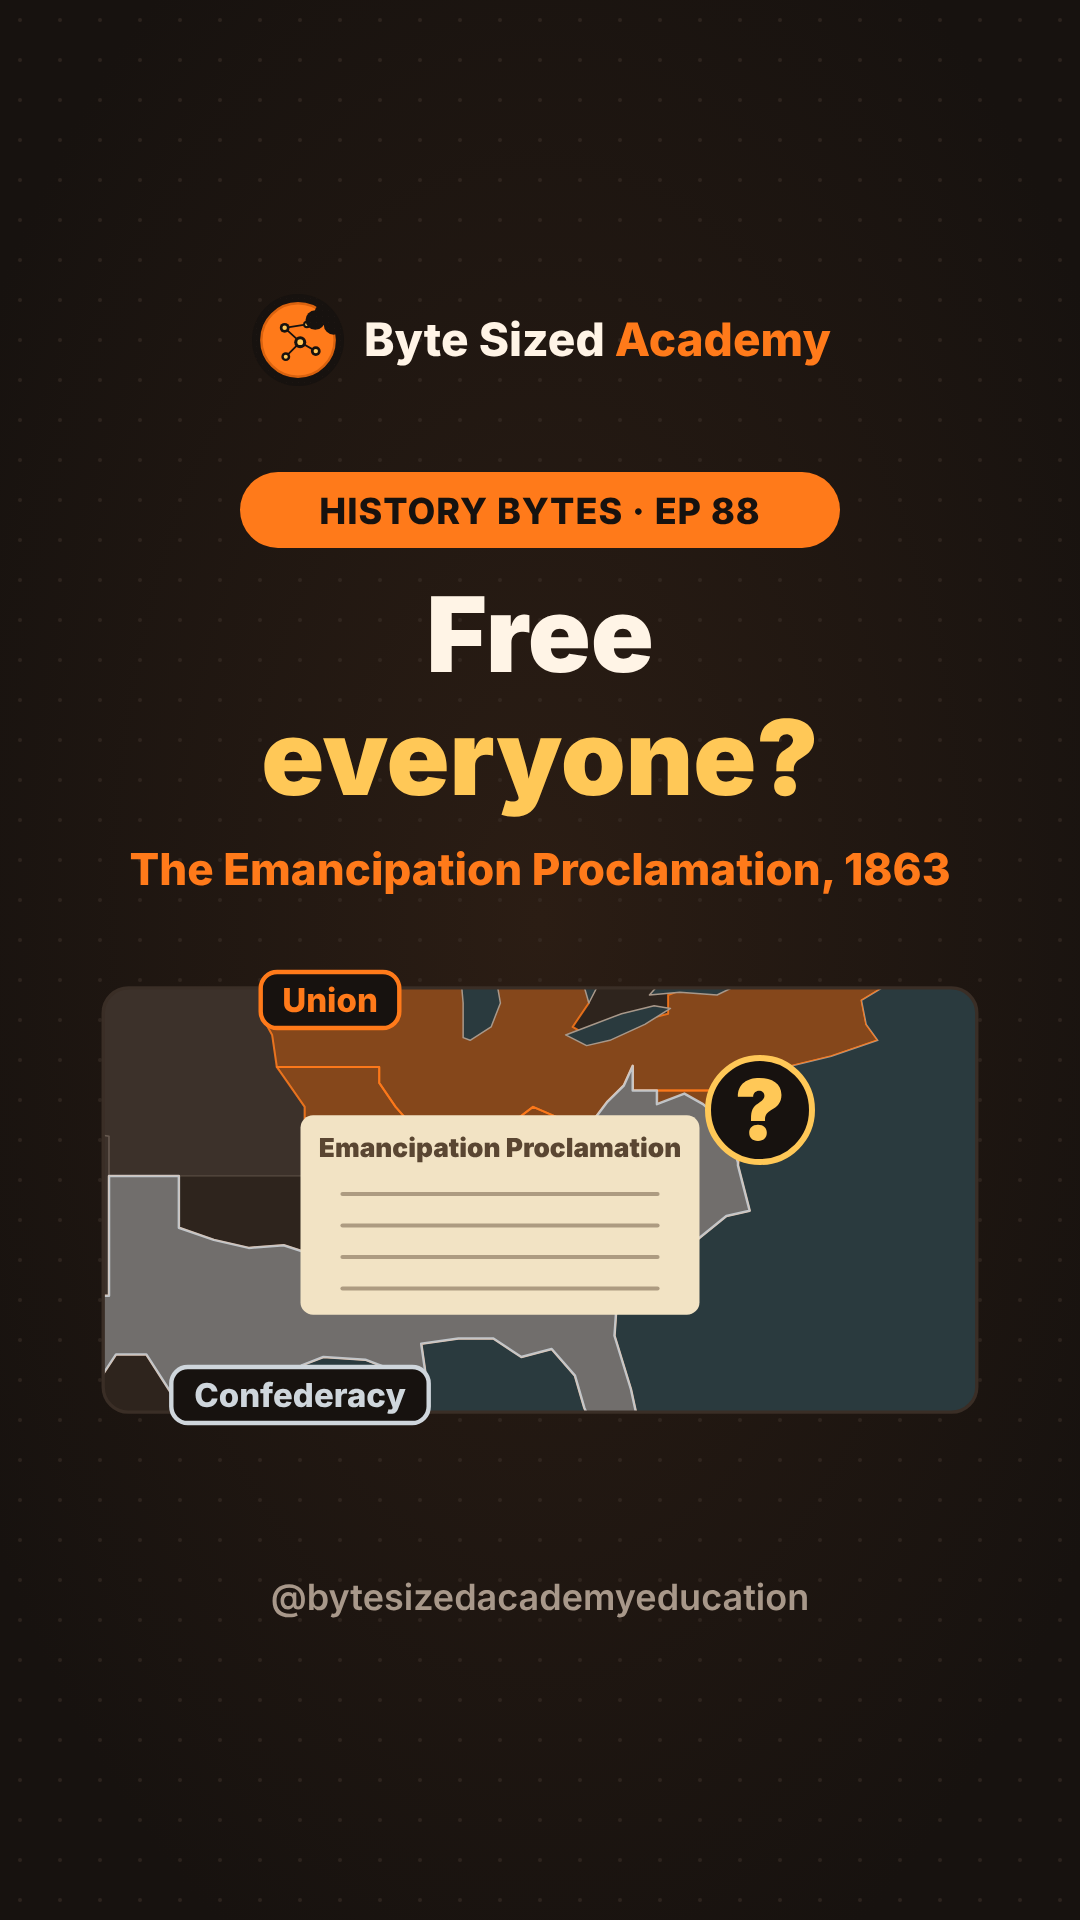 Byte Sized Academy
HISTORY BYTES · EP 88
Free
everyone?
The Emancipation Proclamation, 1863
Union
?
Emancipation Proclamation
Confederacy
@bytesizedacademyeducation